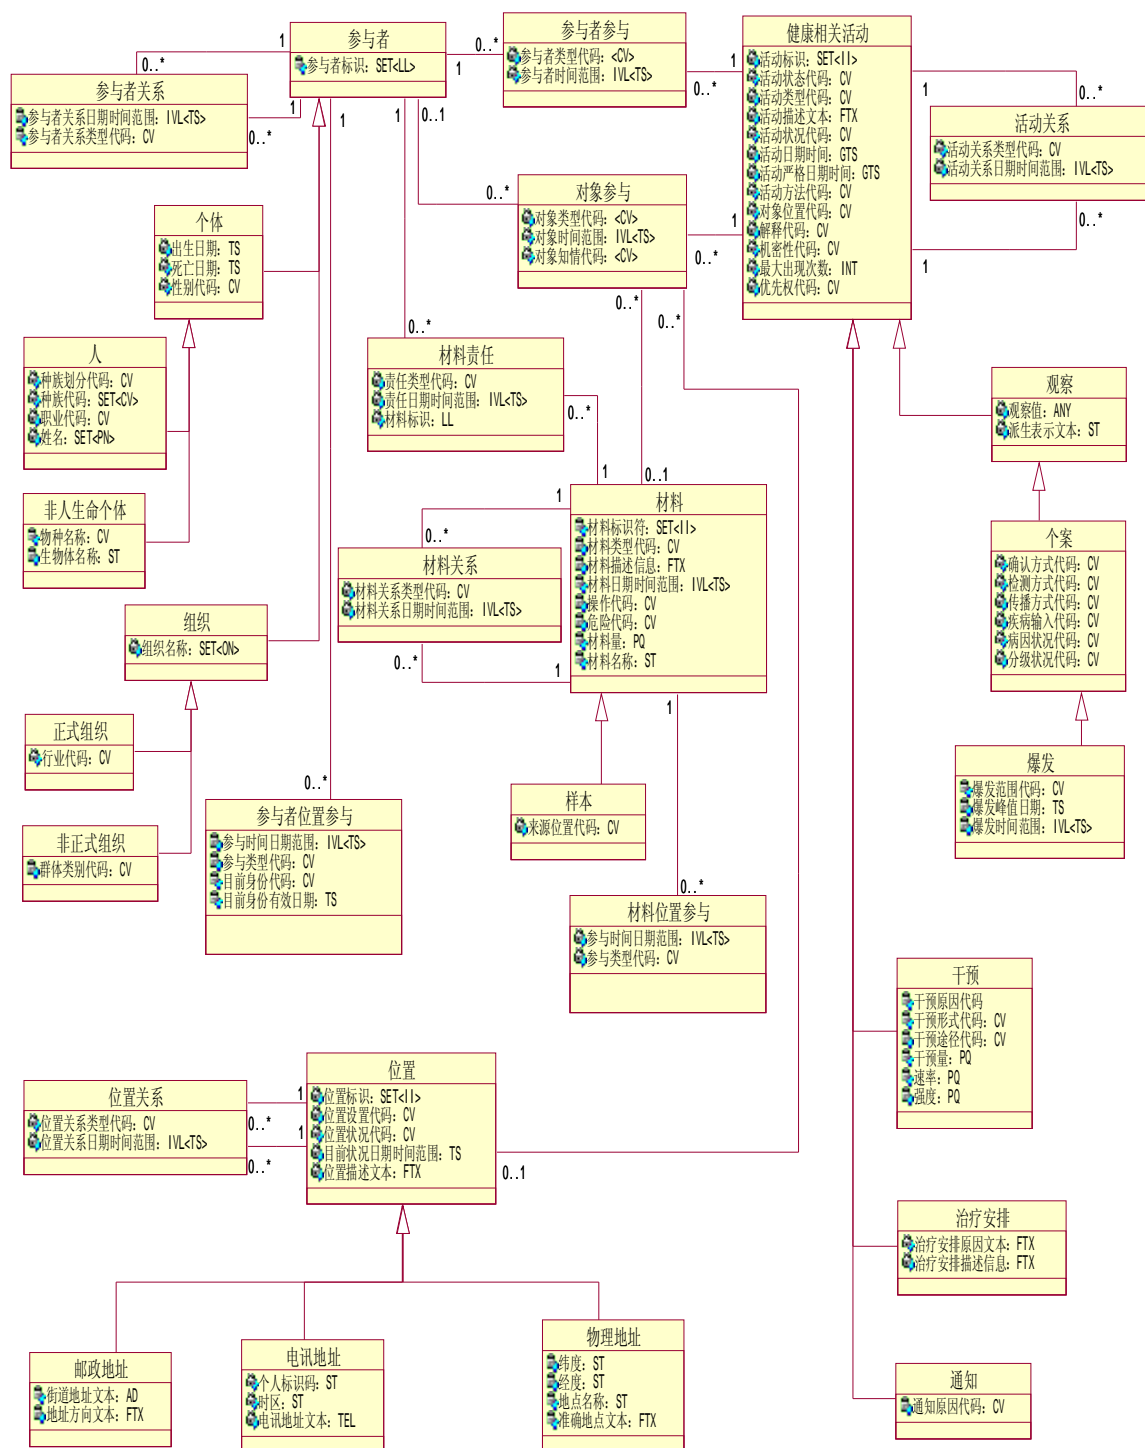 参与者
参与者标识: SET<LL>
参与者参与
参与者类型代码: <CV>
参与者时间范围: IVL<TS>
健康相关活动
活动标识: SET<II>
活动状态代码: CV
活动类型代码: CV
活动描述文本: FTX
活动状况代码: CV
活动日期时间: GTS
活动严格日期时间: GTS
活动方法代码: CV
对象位置代码: CV
解释代码: CV
机密性代码: CV
最大出现次数: INT
优先权代码: CV
参与者关系
参与者关系日期时间范围: IVL<TS>
参与者关系类型代码: CV
活动关系
活动关系类型代码: CV
活动关系日期时间范围: IVL<TS>
1
0..*
1
0..*
1
0..*
1
0..*
1
0..*
1
0..*
1
0..1
0..*
1
0..*
对象参与
对象类型代码: <CV>
对象时间范围: IVL<TS>
对象知情代码: <CV>
个体
出生日期: TS
死亡日期: TS
性别代码: CV
0..*
0..*
0..*
人
种族划分代码: CV
种族代码: SET<CV>
职业代码: CV
姓名: SET<PN>
材料责任
责任类型代码: CV
责任日期时间范围: IVL<TS>
材料标识: LL
0..*
1
0..1
观察
观察值: ANY
派生表示文本: ST
非人生命个体
物种名称: CV
生物体名称: ST
材料
材料标识符: SET<II>
材料类型代码: CV
材料描述信息: FTX
材料日期时间范围: IVL<TS>
操作代码: CV
危险代码: CV
材料量: PQ
材料名称: ST
1
0..*
材料关系
材料关系类型代码: CV
材料关系日期时间范围: IVL<TS>
0..*
1
1
个案
确认方式代码: CV
检测方式代码: CV
传播方式代码: CV
疾病输入代码: CV
病因状况代码: CV
分级状况代码: CV
组织
组织名称: SET<ON>
正式组织
行业代码: CV
非正式组织
群体类别代码: CV
0..*
参与者位置参与
参与时间日期范围: IVL<TS>
参与类型代码: CV
目前身份代码: CV
目前身份有效日期: TS
样本
来源位置代码: CV
爆发
爆发范围代码: CV
爆发峰值日期: TS
爆发时间范围: IVL<TS>
0..*
材料位置参与
参与时间日期范围: IVL<TS>
参与类型代码: CV
干预
干预原因代码
干预形式代码: CV
干预途径代码: CV
干预量: PQ
速率: PQ
强度: PQ
位置关系
位置关系类型代码: CV
位置关系日期时间范围: IVL<TS>
1
0..*
1
0..*
位置
位置标识: SET<II>
位置设置代码: CV
位置状况代码: CV
目前状况日期时间范围: TS
位置描述文本: FTX
0..1
治疗安排
治疗安排原因文本: FTX
治疗安排描述信息: FTX
邮政地址
街道地址文本: AD
地址方向文本: FTX
电讯地址
个人标识码: ST
时区: ST
电讯地址文本: TEL
物理地址
纬度: ST
经度: ST
地点名称: ST
准确地点文本: FTX
通知
通知原因代码: CV